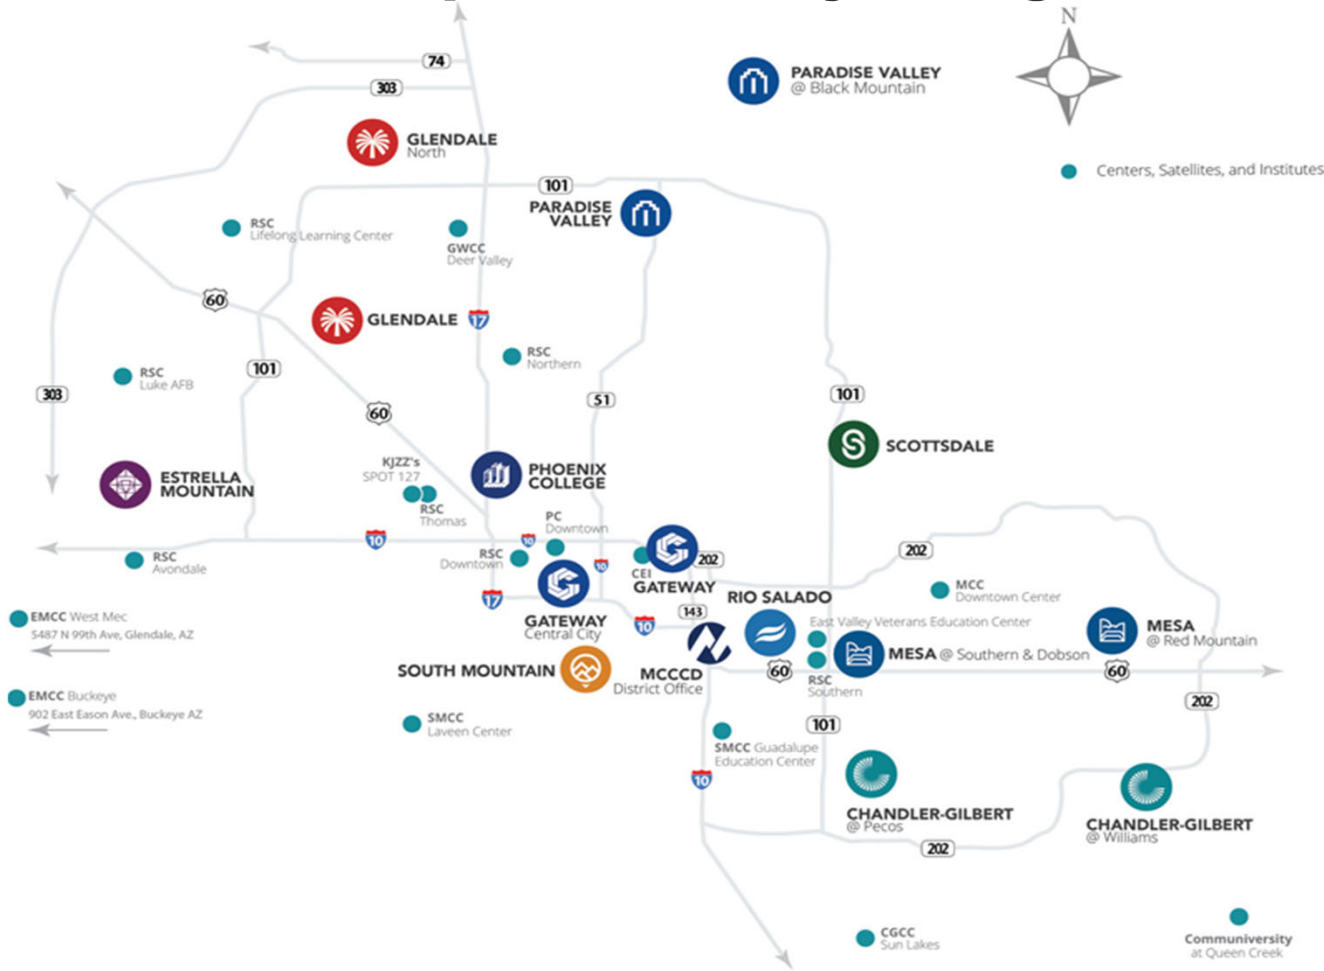 N
74
303
PARADISE VALLEY
@ Black Mountain
GLENDALE
North
Centers, Satellites, and Institutes
101
PARADISE
VALLEY
RSC
Lifelong Learning Center
GWCC
Deer Valley
60
GLENDALE
17
RSC
Northern
RSC
Luke AFB
101
303
60
51
101
SCOTTSDALE
KJZZ's
SPOT 127
PHOENIX
COLLEGE
ESTRELLA
MOUNTAIN
RSC
Thomas
PC
Downtown
10
10
RSC
Downtown
202
202
RSC
Avondale
10
CEI
GATEWAY
MCC
Downtown Center
17
RIO SALADO
143
EMCC West Mec
5487 N 99th Ave, Glendale, AZ
GATEWAY
Central City
10
East Valley Veterans Education Center
MESA
@ Red Mountain
MESA @ Southern & Dobson
SOUTH MOUNTAIN
MCCCD
District Office
60
RSC
Southern
60
EMCC Buckeye
902 East Eason Ave., Buckeye AZ
202
SMCC
Laveen Center
101
SMCC Guadalupe
Education Center
10
CHANDLER-GILBERT
@ Pecos
CHANDLER-GILBERT
@ Williams
202
CGCC
Sun Lakes
Communiversity
at Queen Creek